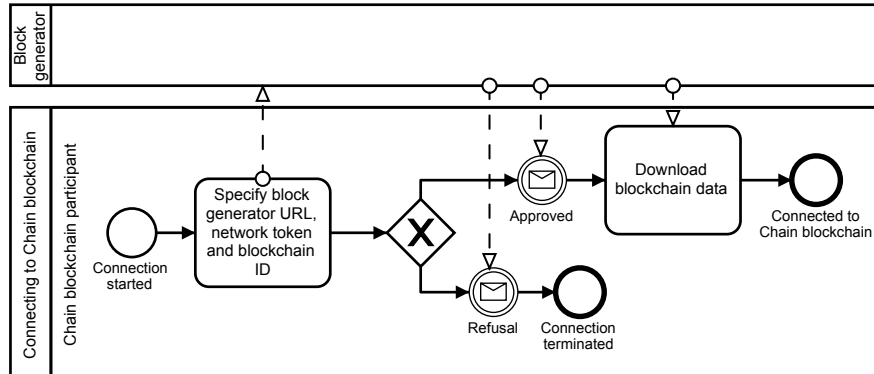 Block
generator
Connecting to Chain blockchain
Chain blockchain participant
Connection
started
Specify block
generator URL,
network token
and blockchain
ID
X
Approved
Refusal
Connection
terminated
Download
blockchain data
Connected to
Chain blockchain